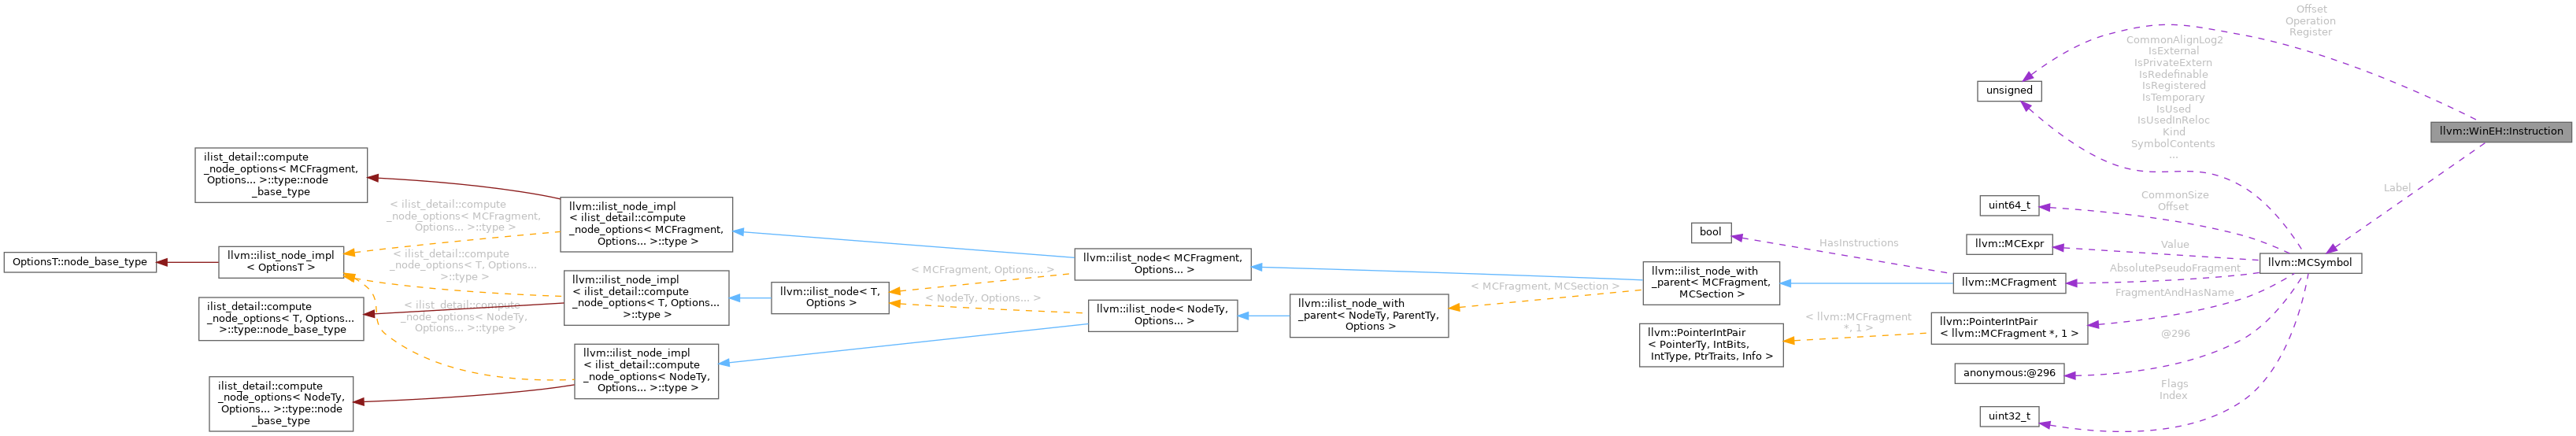 Offset
Operation
Register
CommonAlignLog2
IsExternal
IsPrivateExtern
IsRedefinable
IsRegistered
IsTemporary
IsUsed
IsUsedInReloc
Kind
SymbolContents
...
unsigned
llvm::WinEH::Instruction
Label
CommonSize
Offset
uint64_t
Value
llvm::MCExpr
AbsolutePseudoFragment
llvm::MCSymbol
FragmentAndHasName
@296
Flags
Index
bool
HasInstructions
llvm::MCFragment
llvm::PointerIntPair
< llvm::MCFragment *, 1 >
anonymous:@296
uint32_t
< llvm::MCFragment
*, 1 >
llvm::PointerIntPair
< PointerTy, IntBits,
IntType, PtrTraits, Info >
llvm::ilist_node_with
_parent< MCFragment,
MCSection >
< MCFragment, MCSection >
llvm::ilist_node_with
_parent< NodeTy, ParentTy,
Options >
llvm::ilist_node< MCFragment,
Options... >
llvm::ilist_node< NodeTy,
Options... >
< MCFragment, Options... >
< NodeTy, Options... >
llvm::ilist_node< T,
Options >
llvm::ilist_node_impl
< ilist_detail::compute
_node_options< MCFragment,
Options... >::type >
llvm::ilist_node_impl
< ilist_detail::compute
_node_options< T, Options...
>::type >
llvm::ilist_node_impl
< ilist_detail::compute
_node_options< NodeTy,
Options... >::type >
< ilist_detail::compute
_node_options< MCFragment,
Options... >::type >
< ilist_detail::compute
_node_options< T, Options...
>::type >
< ilist_detail::compute
_node_options< NodeTy,
Options... >::type >
ilist_detail::compute
_node_options< MCFragment,
Options... >::type::node
_base_type
llvm::ilist_node_impl
< OptionsT >
OptionsT::node_base_type
ilist_detail::compute
_node_options< T, Options...
>::type::node_base_type
ilist_detail::compute
_node_options< NodeTy,
Options... >::type::node
_base_type